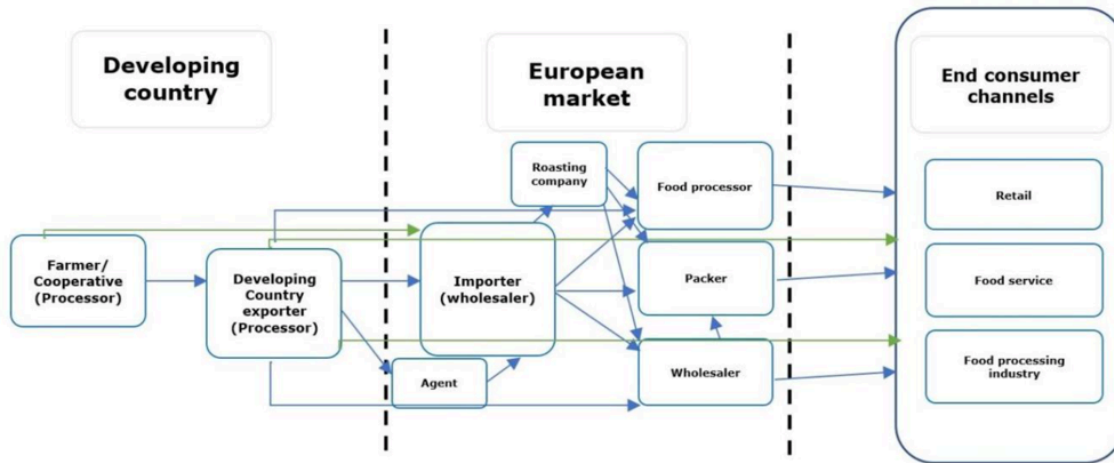 Developing
country
European
market
End consumer
channels
Roasting
company
Food processor
Retail
Farmer/
Cooperative
(Processor)
Developing
Country
exporter
(Processor)
Importer
(wholesaler)
Packer
Food service
Agent
Wholesaler
Food processing
industry